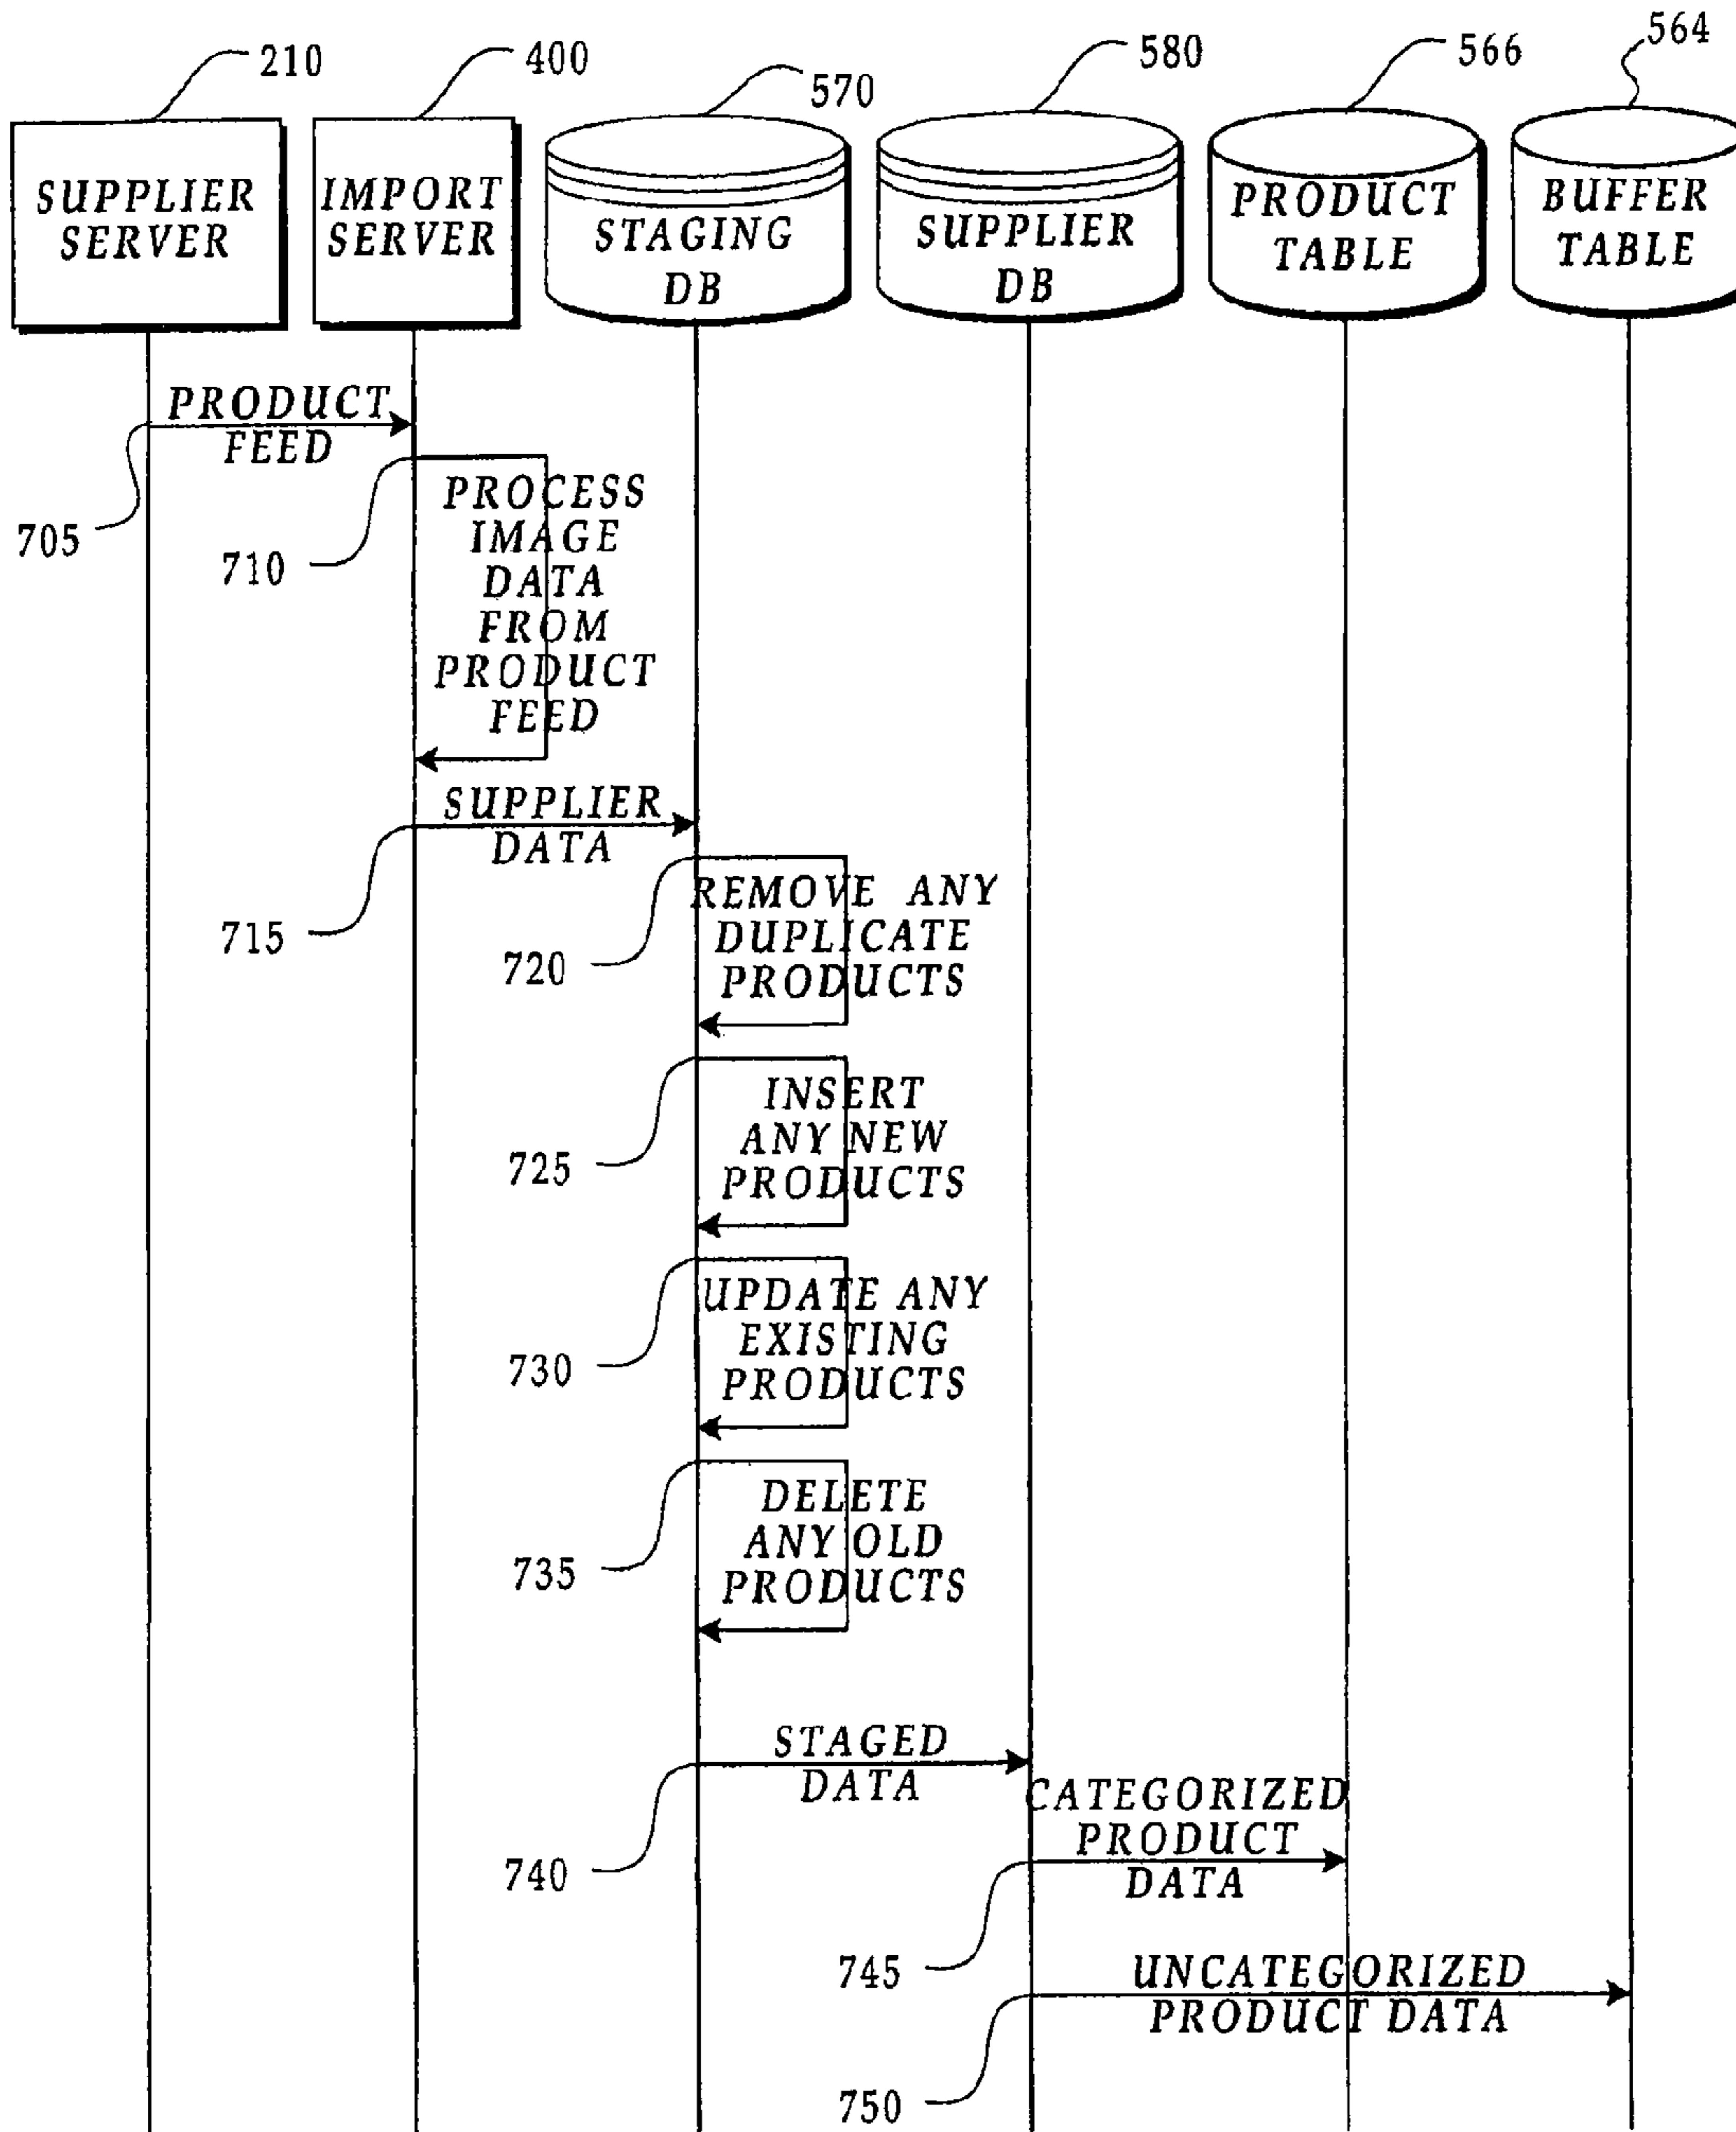 210
400
570
580
566
564
SUPPLIER
SERVER
IMPORT
SERVER
STAGING
DB
SUPPLIER
DB
PRODUCT
TABLE
BUFFER
TABLE
PRODUCT
FEED
705
710
PROCESS
IMAGE
DATA
FROM
PRODUCT
FEED
SUPPLIER
DATA
715
720
REMOVE ANY
DUPLICATE
PRODUCTS
725
INSERT
ANY NEW
PRODUCTS
730
UPDATE ANY
EXISTING
PRODUCTS
735
DELETE
ANY OLD
PRODUCTS
STAGED
DATA
740
CATEGORIZED
PRODUCT
DATA
745
UNCATEGORIZED
PRODUCT DATA
750